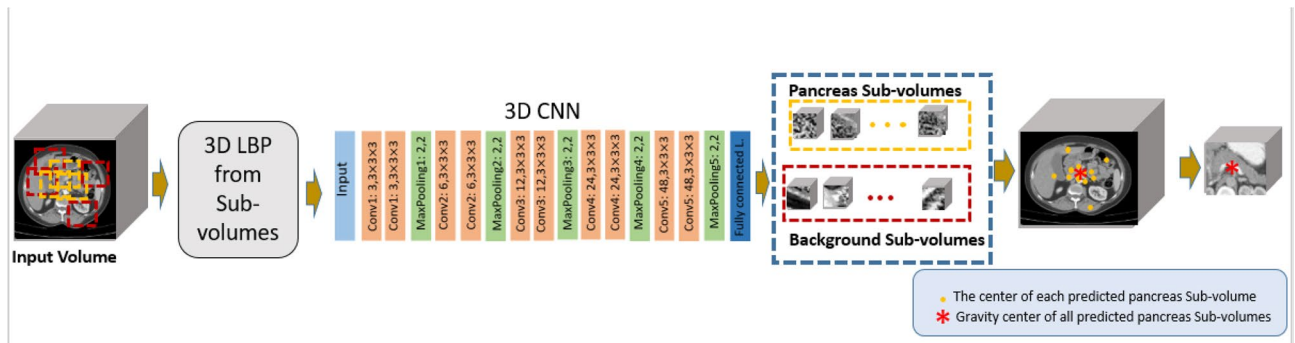 Input Volume
3D LBP
from
Sub-
volumes
3D CNN
Input
Conv1: 3,3×3×3
Conv1: 3,3×3×3
MaxPooling1: 2,2
Conv2: 6,3×3×3
Conv2: 6,3×3×3
MaxPooling2: 2,2
Conv3: 12,3×3×3
Conv3: 12,3×3×3
MaxPooling3: 2,2
Conv4: 24,3×3×3
Conv4: 24,3×3×3
MaxPooling4: 2,2
Conv5: 48,3×3×3
Conv5: 48,3×3×3
MaxPooling5: 2,2
Fully connected L.
Pancreas Sub-volumes
Background Sub-volumes
The center of each predicted pancreas Sub-volume
Gravity center of all predicted pancreas Sub-volumes